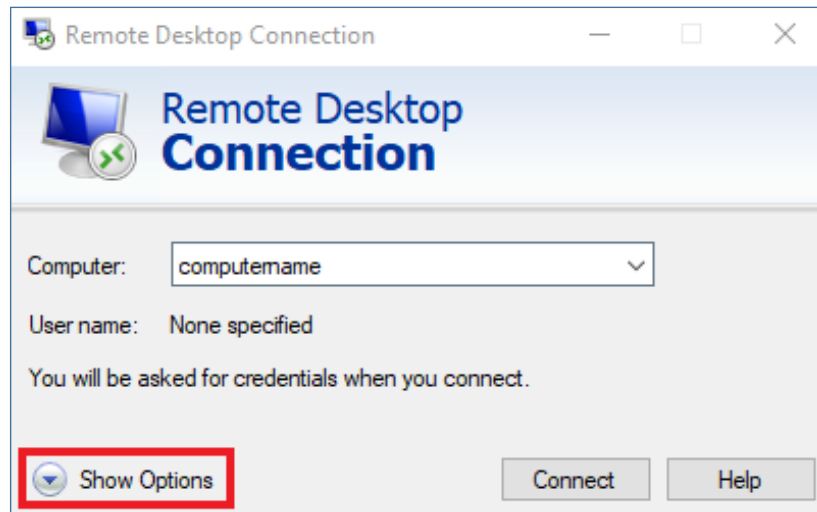 Remote Desktop Connection
Remote Desktop
Connection
Computer: computername
User name: None specified
You will be asked for credentials when you connect.
Show Options Connect Help